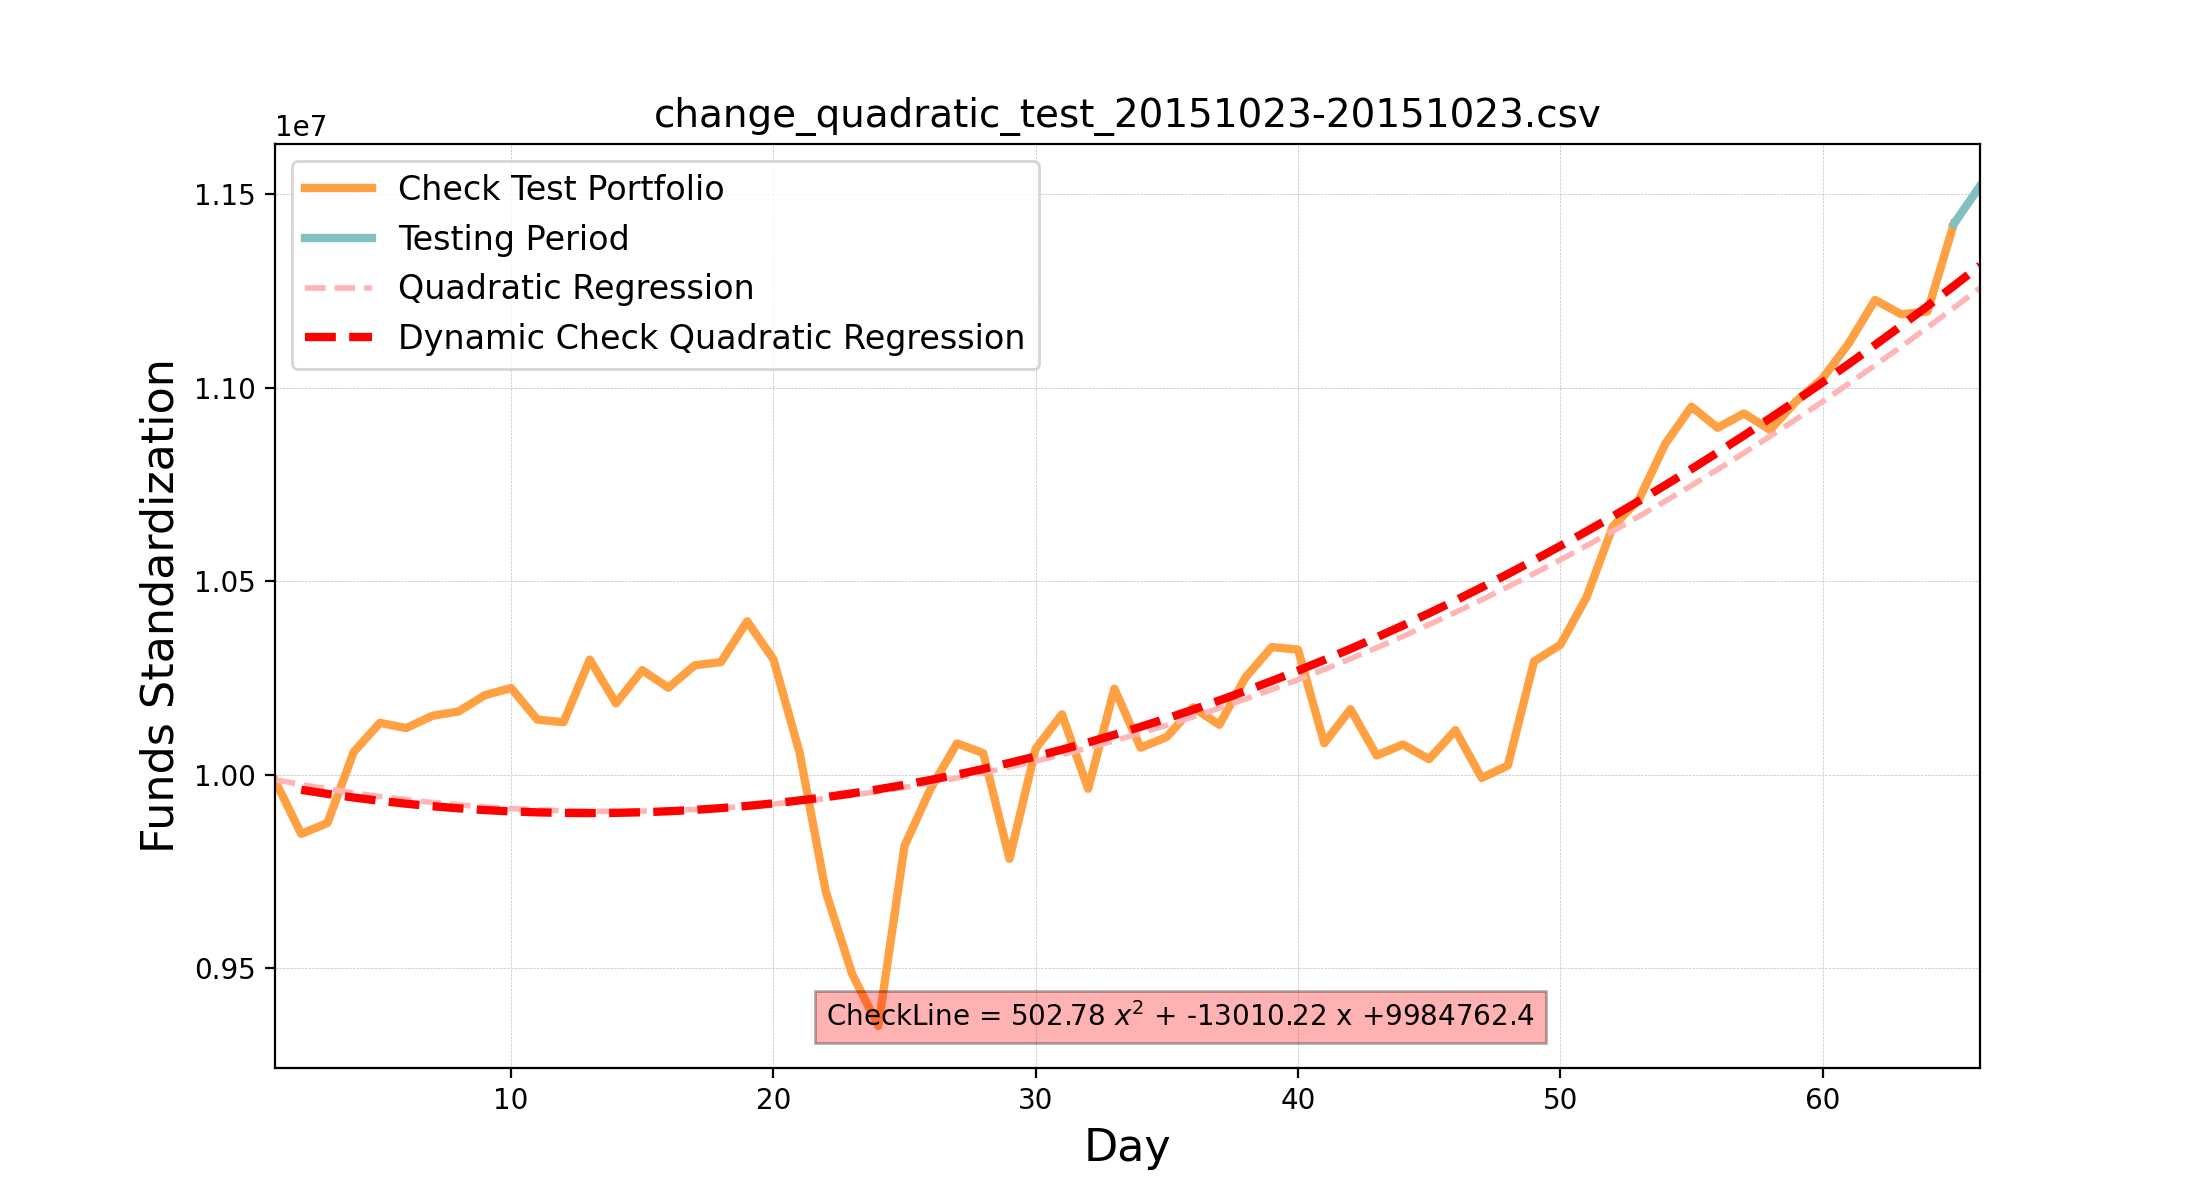 change_quadratic_test_20151023-20151023.csv
1e7
Check Test Portfolio
Testing Period
Quadratic Regression
Dynamic Check Quadratic Regression
1.15
1.10
1.05
1.00
0.95
Funds Standardization
CheckLine = 502.78 x² + -13010.22 x +9984762.4
10 20 30 40 50 60
Day